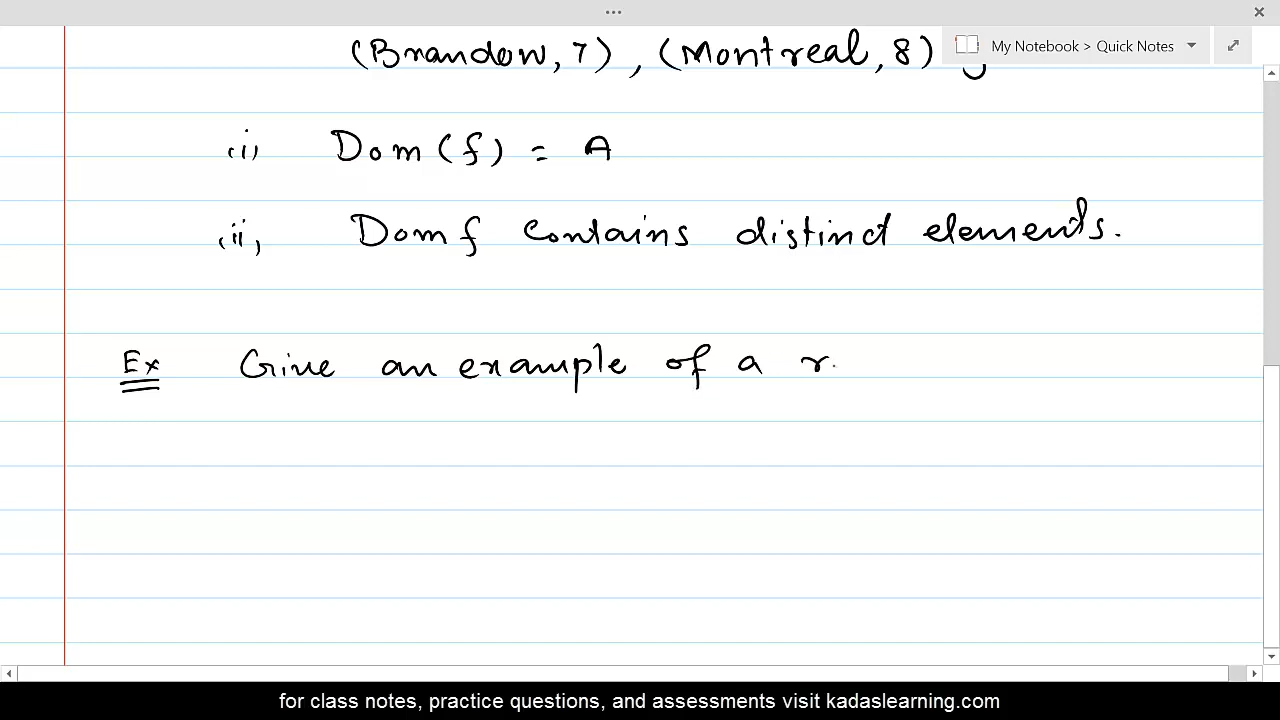 ...
My Notebook > Quick Notes
(Brandon, 7), (Montreal, 8) }
(i) Dom(f) = A
(ii) Dom f contains distinct elements.
Ex Give an example of a r
for class notes, practice questions, and assessments visit kadaslearning.com